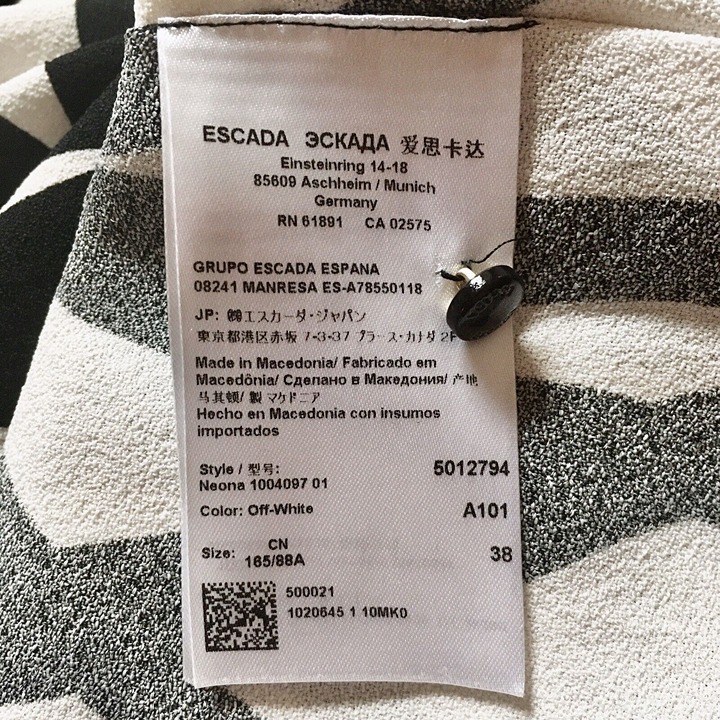 ESCADA ЭСКАДА 爱思卡达
Einsteinring 14-18
85609 Aschheim / Munich
Germany
RN 61891 CA 02575
GRUPO ESCADA ESPANA
08241 MANRESA ES-A78550118
JP: ㈱エスカーダ・ジャパン
東京都港区赤坂 7-3-37 プラース・カナダ 2F
Made in Macedonia/ Fabricado em
Macedônia/ Сделано в Македония/ 产地
马其顿/ 製 マケドニア
Hecho en Macedonia con insumos
importados
Style / 型号: 5012794
Neona 1004097 01
Color: Off-White A101
Size: CN 38
165/88A
500021
1020645 1 10MK0